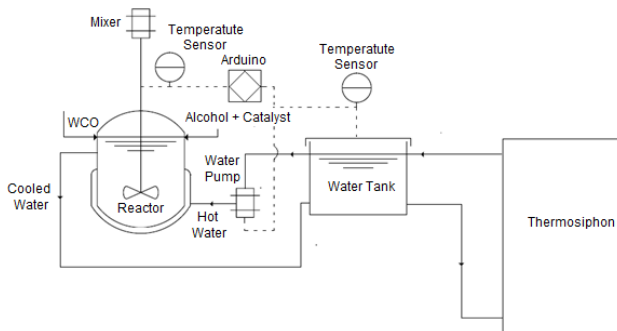 Mixer
Temperatute
Sensor
Arduino
Temperatute
Sensor
WCO
Alcohol + Catalyst
Water
Pump
Cooled
Water
Reactor
Hot
Water
Water Tank
Thermosiphon